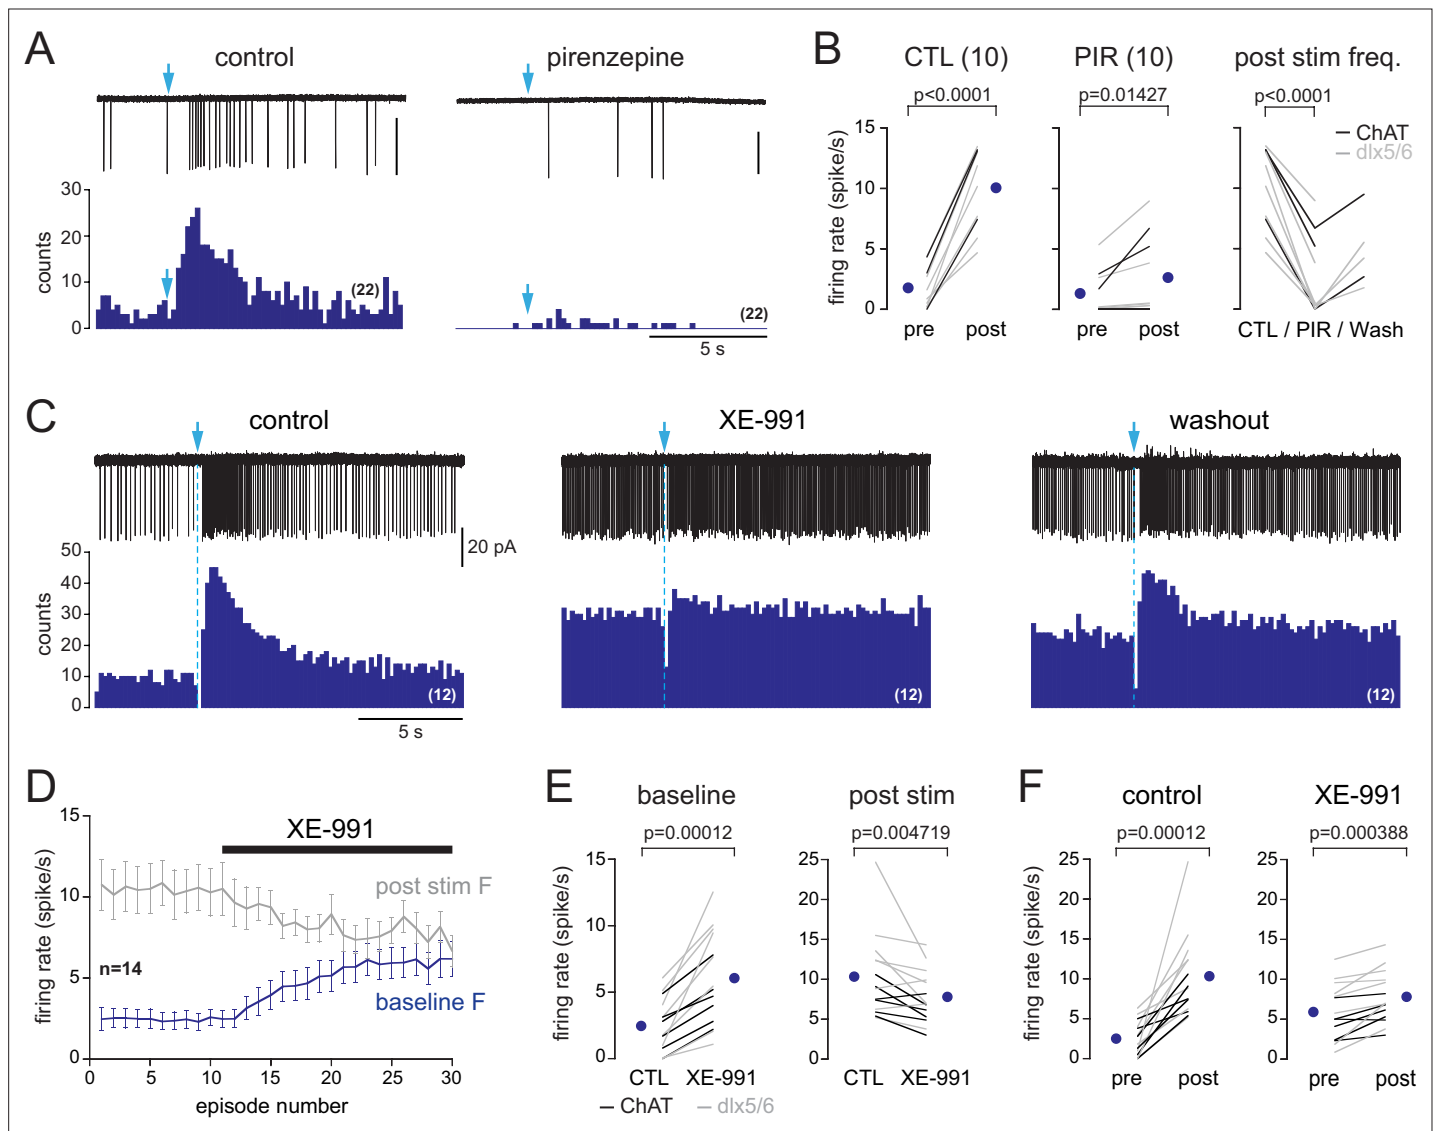 A
control
pirenzepine
30
20
10
0
counts
(22)
(22)
5 s
B
CTL (10)
PIR (10)
post stim freq.
p<0.0001
p=0.01427
p<0.0001
15
10
5
0
firing rate (spike/s)
ChAT
dlx5/6
pre
post
pre
post
CTL / PIR / Wash
C
control
XE-991
washout
20 pA
50
40
30
20
10
0
counts
(12)
(12)
(12)
5 s
D
XE-991
15
10
5
0
firing rate (spike/s)
post stim F
n=14
baseline F
0
5
10
15
20
25
30
episode number
E
baseline
post stim
p=0.00012
p=0.004719
15
10
5
0
firing rate (spike/s)
25
20
15
10
5
0
CTL
XE-991
CTL
XE-991
ChAT
dlx5/6
F
control
XE-991
p=0.00012
p=0.000388
25
20
15
10
5
0
firing rate (spike/s)
25
20
15
10
5
0
pre
post
pre
post